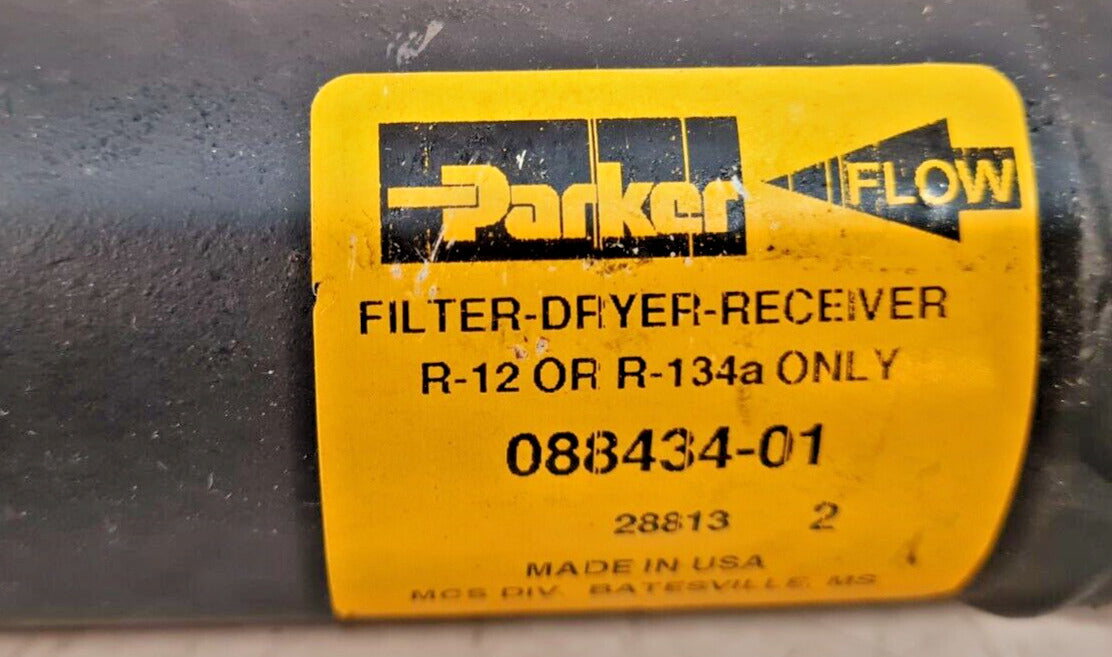 Parker FLOW
FILTER-DRYER-RECEIVER
R-12 OR R-134a ONLY
088434-01
28813 2
MADE IN USA
MCS DIV. BATESVILLE, MS